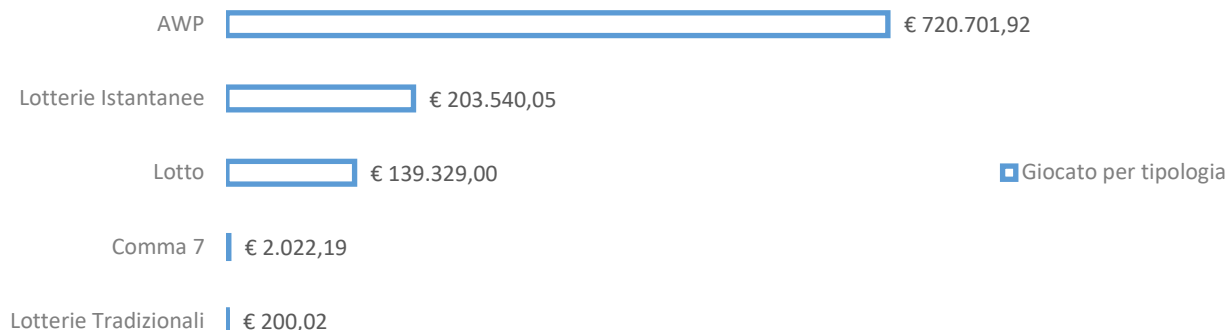 AWP € 720.701,92
Lotterie Istantanee € 203.540,05
Lotto € 139.329,00
Giocato per tipologia
Comma 7 € 2.022,19
Lotterie Tradizionali € 200,02